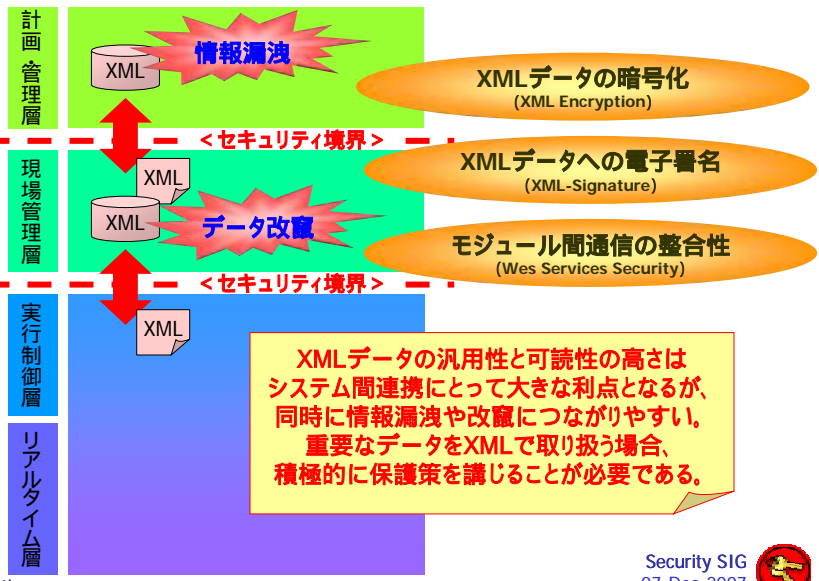 計画・管理層
XML
情報漏洩
XMLデータの暗号化
(XML Encryption)
<セキュリティ境界>
現場管理層
XML
XML
データ改竄
XMLデータへの電子署名
(XML-Signature)
モジュール間通信の整合性
(Wes Services Security)
<セキュリティ境界>
実行制御層
XML
XMLデータの汎用性と可読性の高さは
システム間連携にとって大きな利点となるが、
同時に情報漏洩や改竄につながりやすい。
重要なデータをXMLで取り扱う場合、
積極的に保護策を講じることが必要である。
リアルタイム層
Security SIG
07-Dec-2007